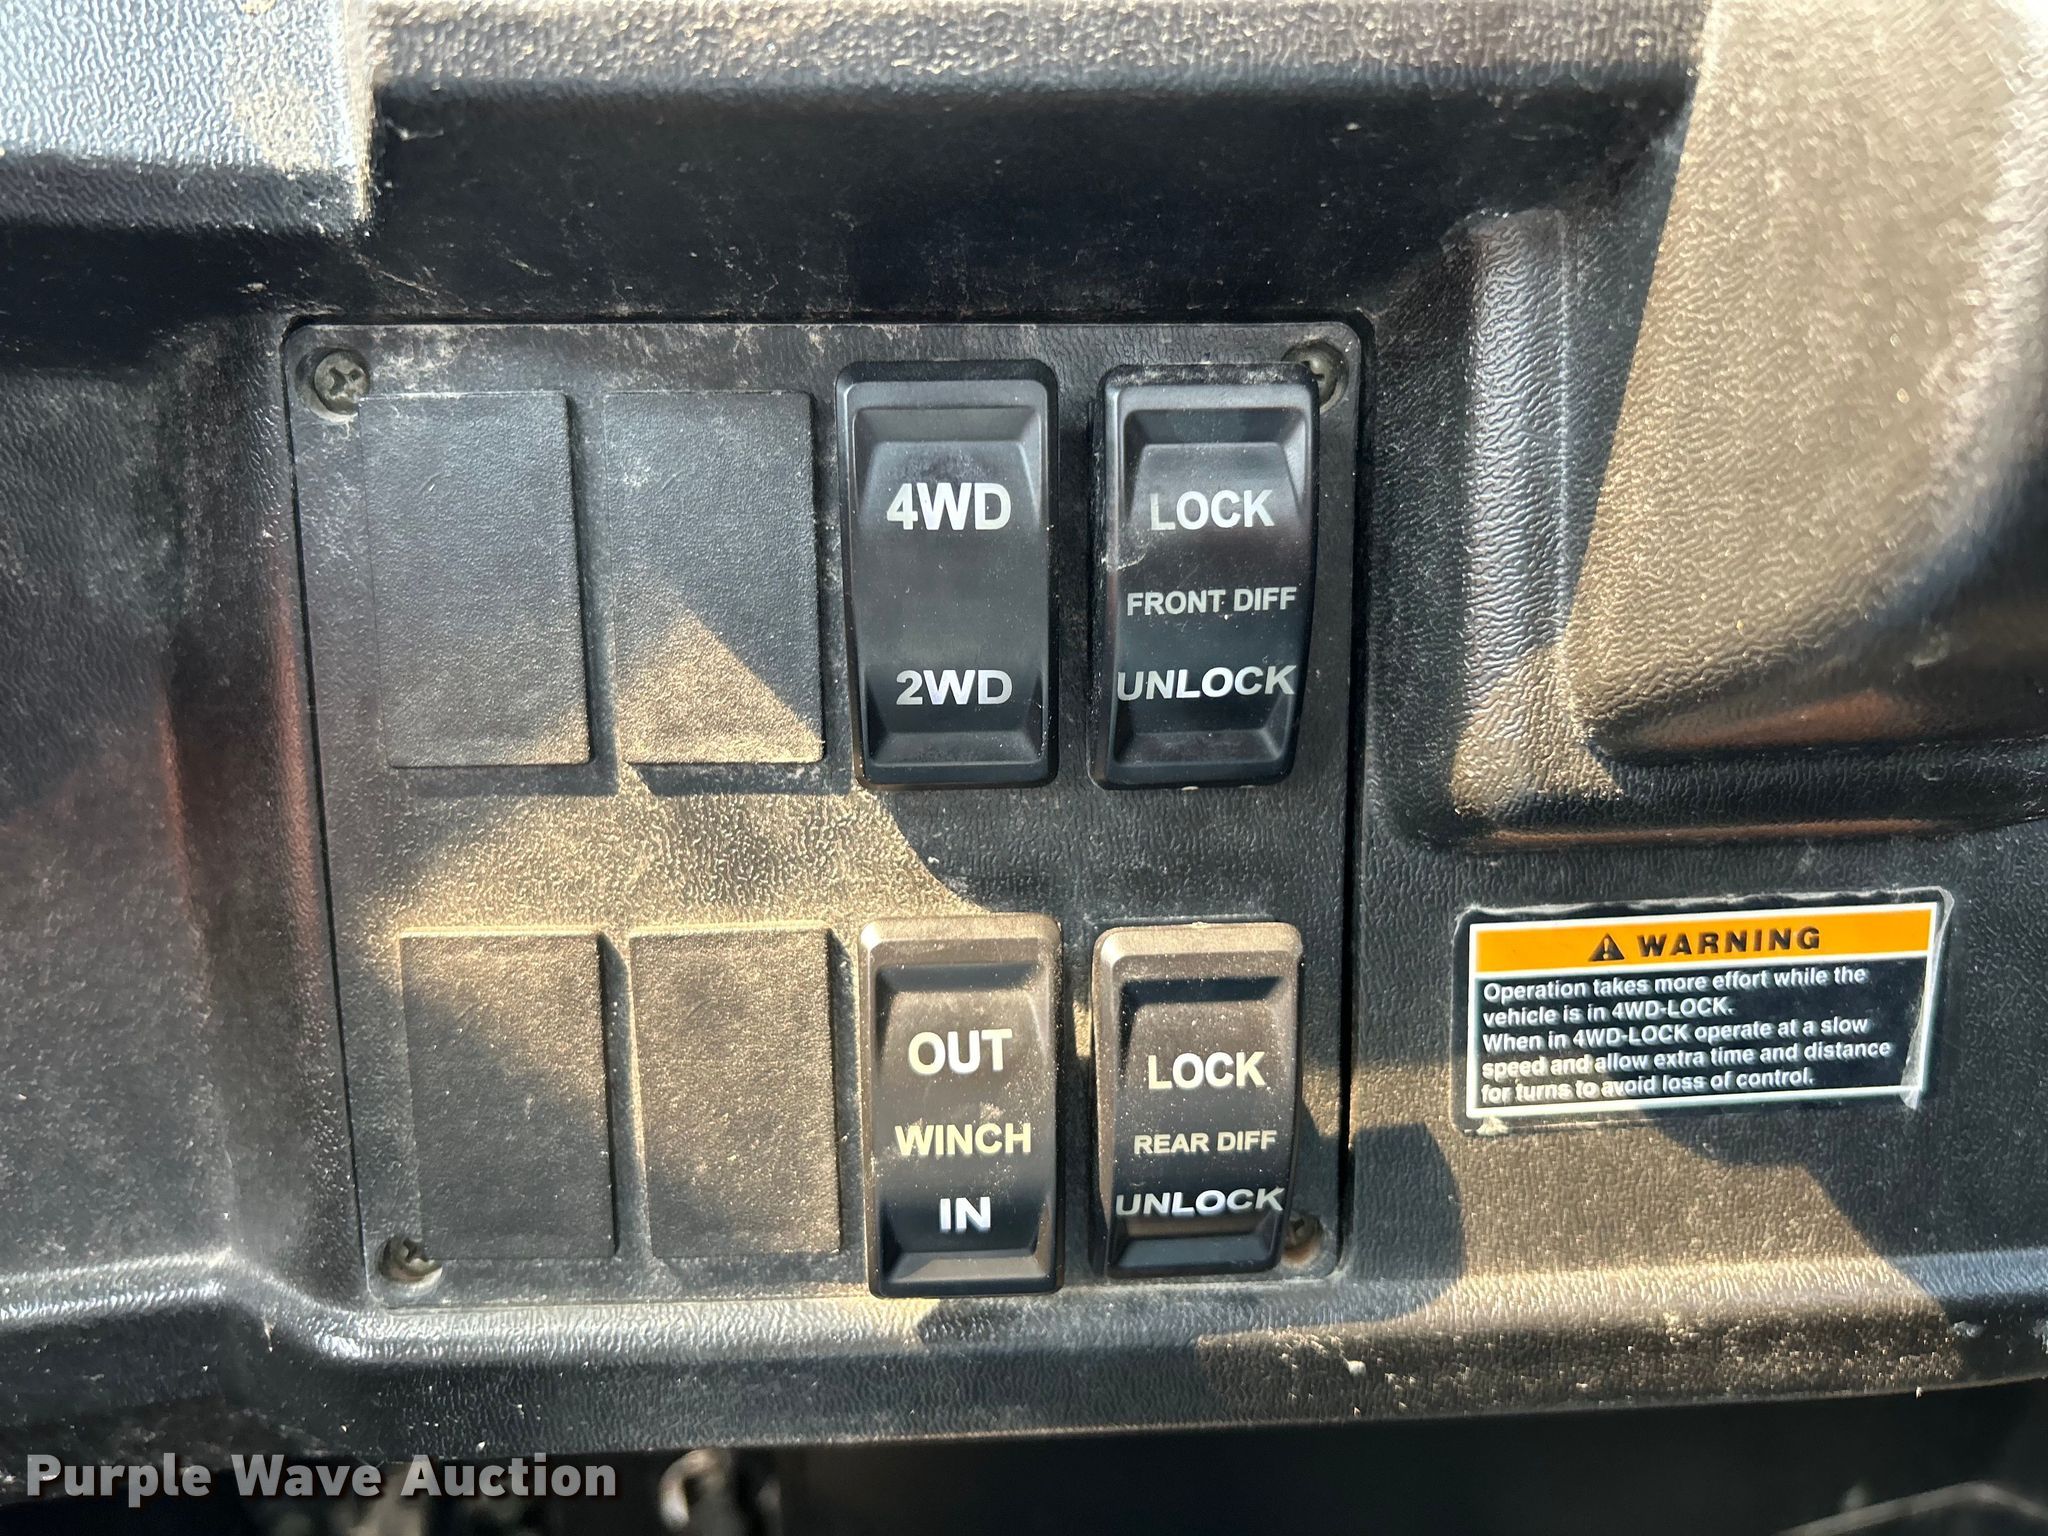 4WD
2WD
LOCK
FRONT DIFF
UNLOCK
OUT
WINCH
IN
LOCK
REAR DIFF
UNLOCK
WARNING
Operation takes more effort while the
vehicle is in 4WD-LOCK.
When in 4WD-LOCK operate at a slow
speed and allow extra time and distance
for turns to avoid loss of control.
Purple Wave Auction